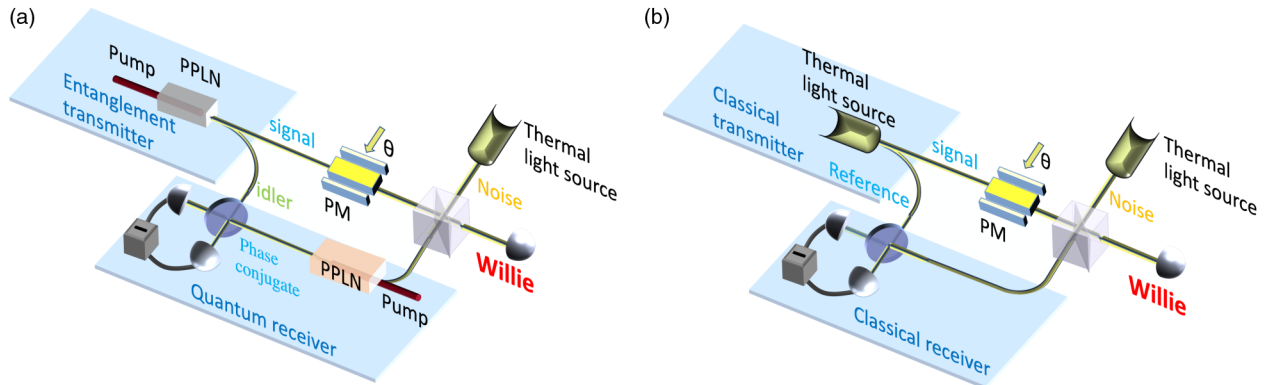 (a)
Pump
PPLN
Entanglement
transmitter
signal
θ
PM
Thermal
light source
Noise
idler
Willie
Phase
conjugate
PPLN
Pump
Quantum receiver
(b)
Thermal
light source
Classical
transmitter
signal
θ
PM
Thermal
light source
Reference
Noise
Willie
Classical receiver